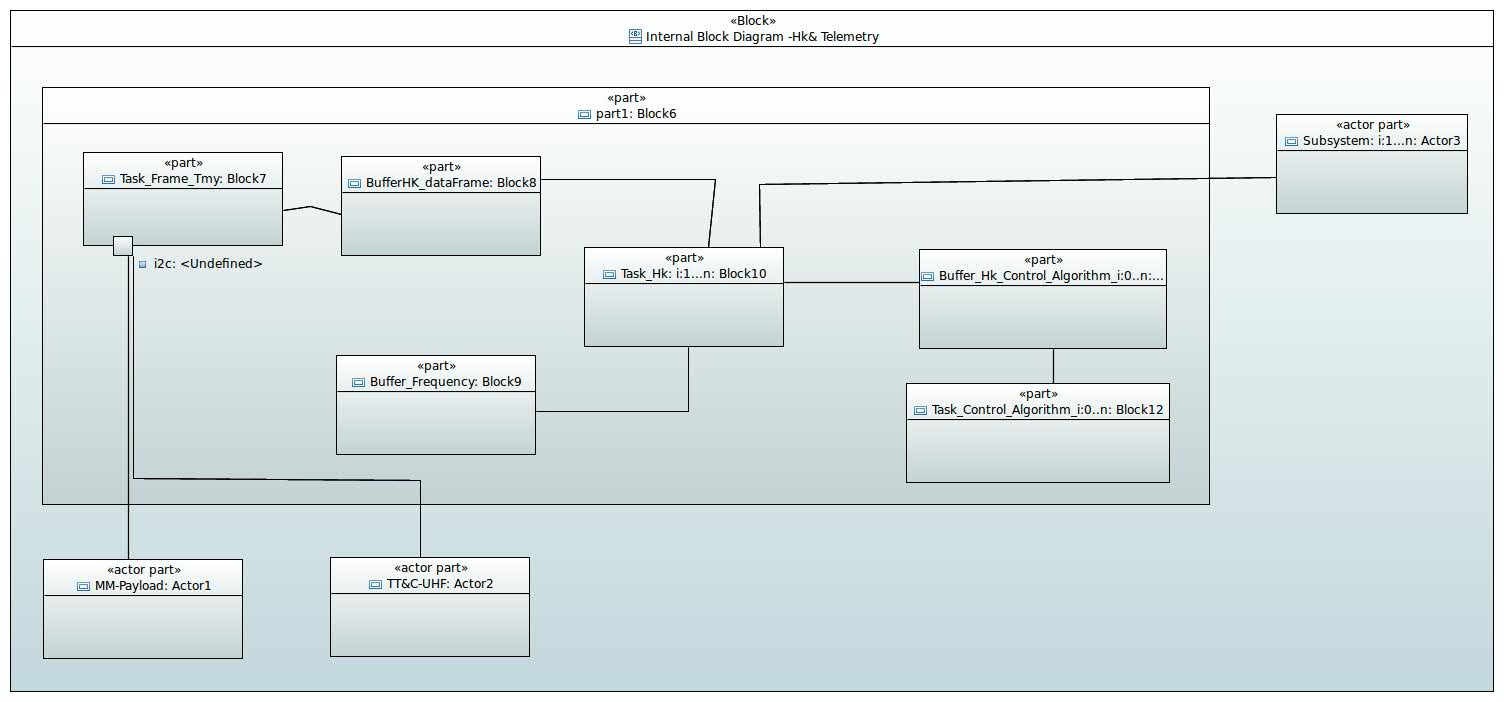 «Block»
Internal Block Diagram -Hk& Telemetry
«part»
part1: Block6
«actor part»
Subsystem: i:1...n: Actor3
«part»
Task_Frame_Tmy: Block7
«part»
BufferHK_dataFrame: Block8
i2c: <Undefined>
«part»
Task_Hk: i:1...n: Block10
«part»
Buffer_Hk_Control_Algorithm_i:0..n:...
«part»
Buffer_Frequency: Block9
«part»
Task_Control_Algorithm_i:0..n: Block12
«actor part»
MM-Payload: Actor1
«actor part»
TT&C-UHF: Actor2